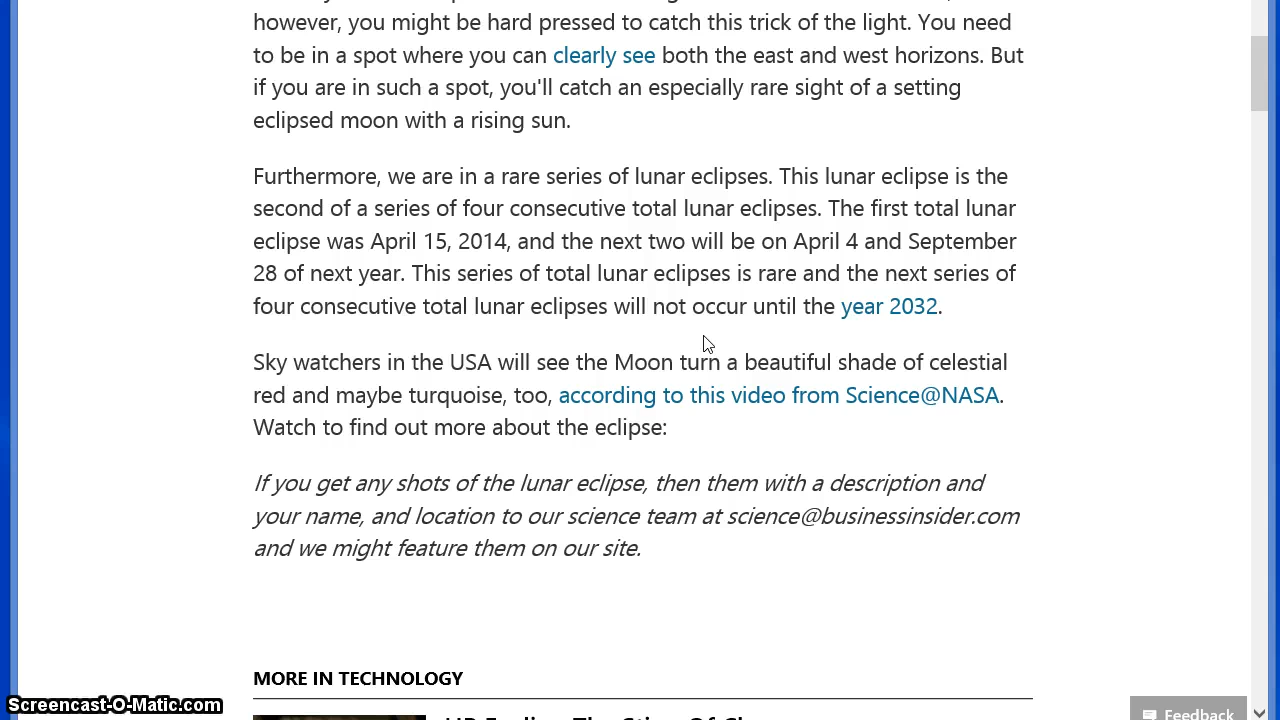 however, you might be hard pressed to catch this trick of the light. You need
to be in a spot where you can clearly see both the east and west horizons. But
if you are in such a spot, you'll catch an especially rare sight of a setting
eclipsed moon with a rising sun.
Furthermore, we are in a rare series of lunar eclipses. This lunar eclipse is the
second of a series of four consecutive total lunar eclipses. The first total lunar
eclipse was April 15, 2014, and the next two will be on April 4 and September
28 of next year. This series of total lunar eclipses is rare and the next series of
four consecutive total lunar eclipses will not occur until the year 2032.
Sky watchers in the USA will see the Moon turn a beautiful shade of celestial
red and maybe turquoise, too, according to this video from Science@NASA.
Watch to find out more about the eclipse:
If you get any shots of the lunar eclipse, then them with a description and
your name, and location to our science team at science@businessinsider.com
and we might feature them on our site.
MORE IN TECHNOLOGY
Screencast-O-Matic.com
Feedback